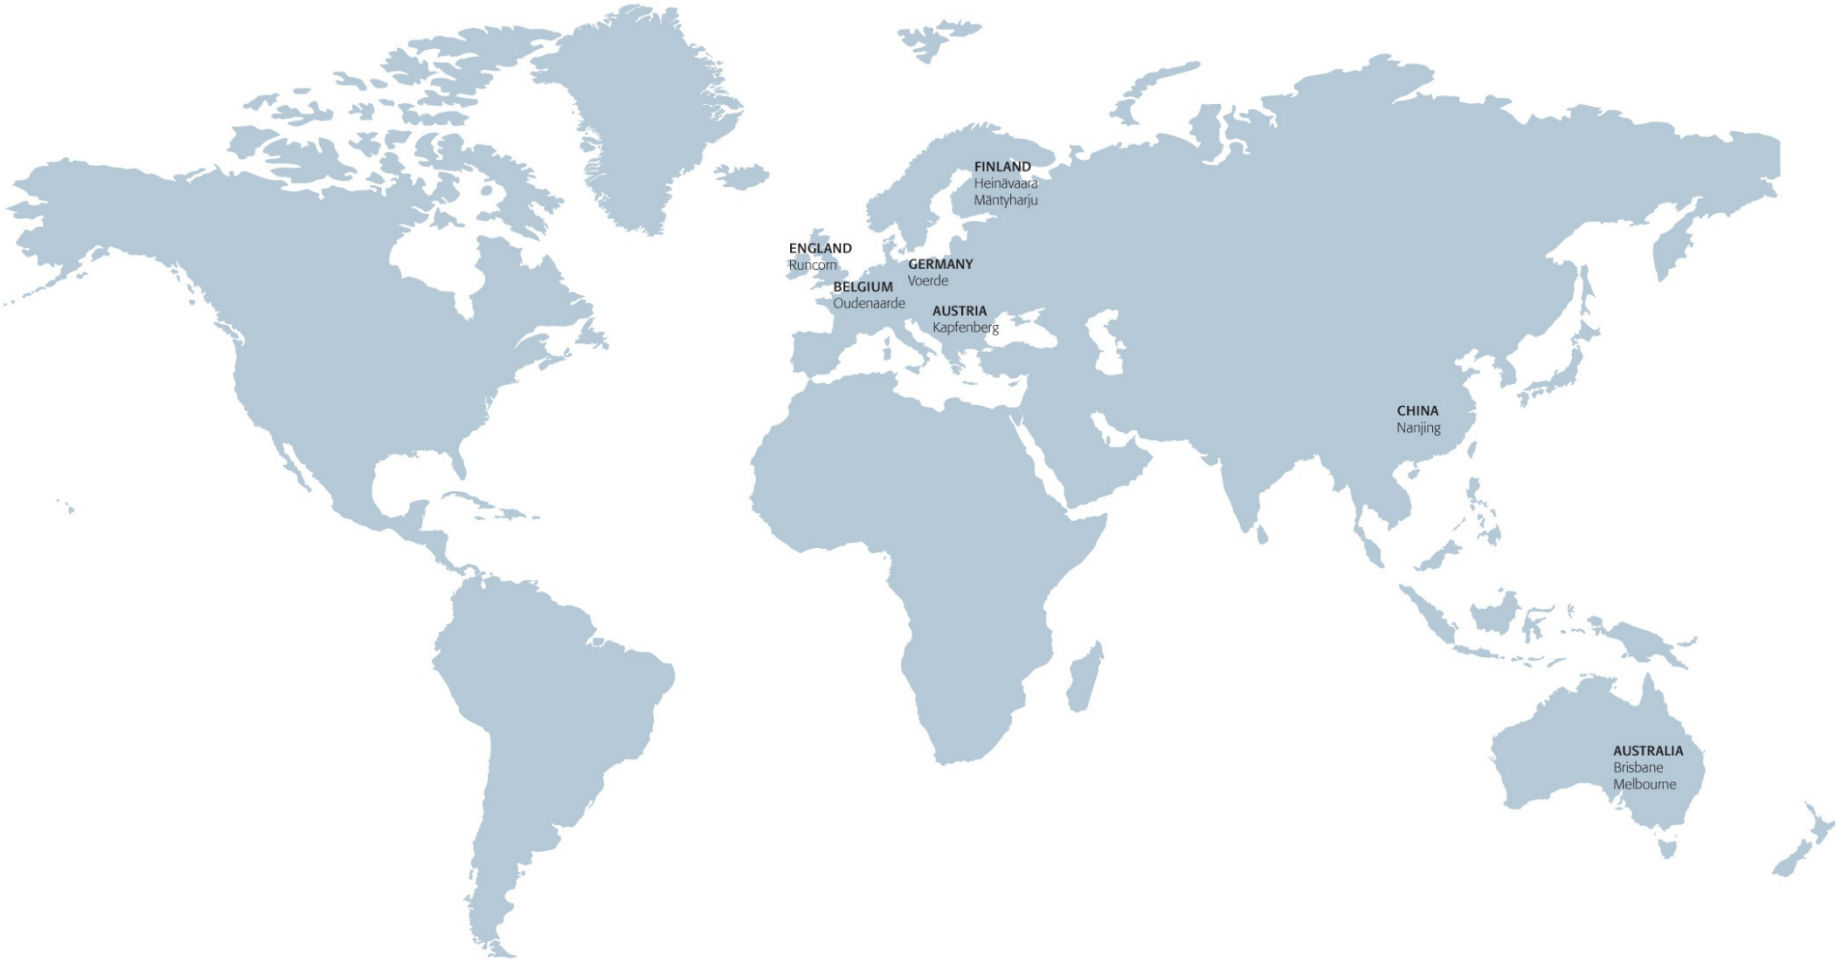 FINLAND
Heinävaara
Mäntyharju
ENGLAND
Runcorn
GERMANY
Voerde
BELGIUM
Oudenaarde
AUSTRIA
Kapfenberg
CHINA
Nanjing
AUSTRALIA
Brisbane
Melbourne